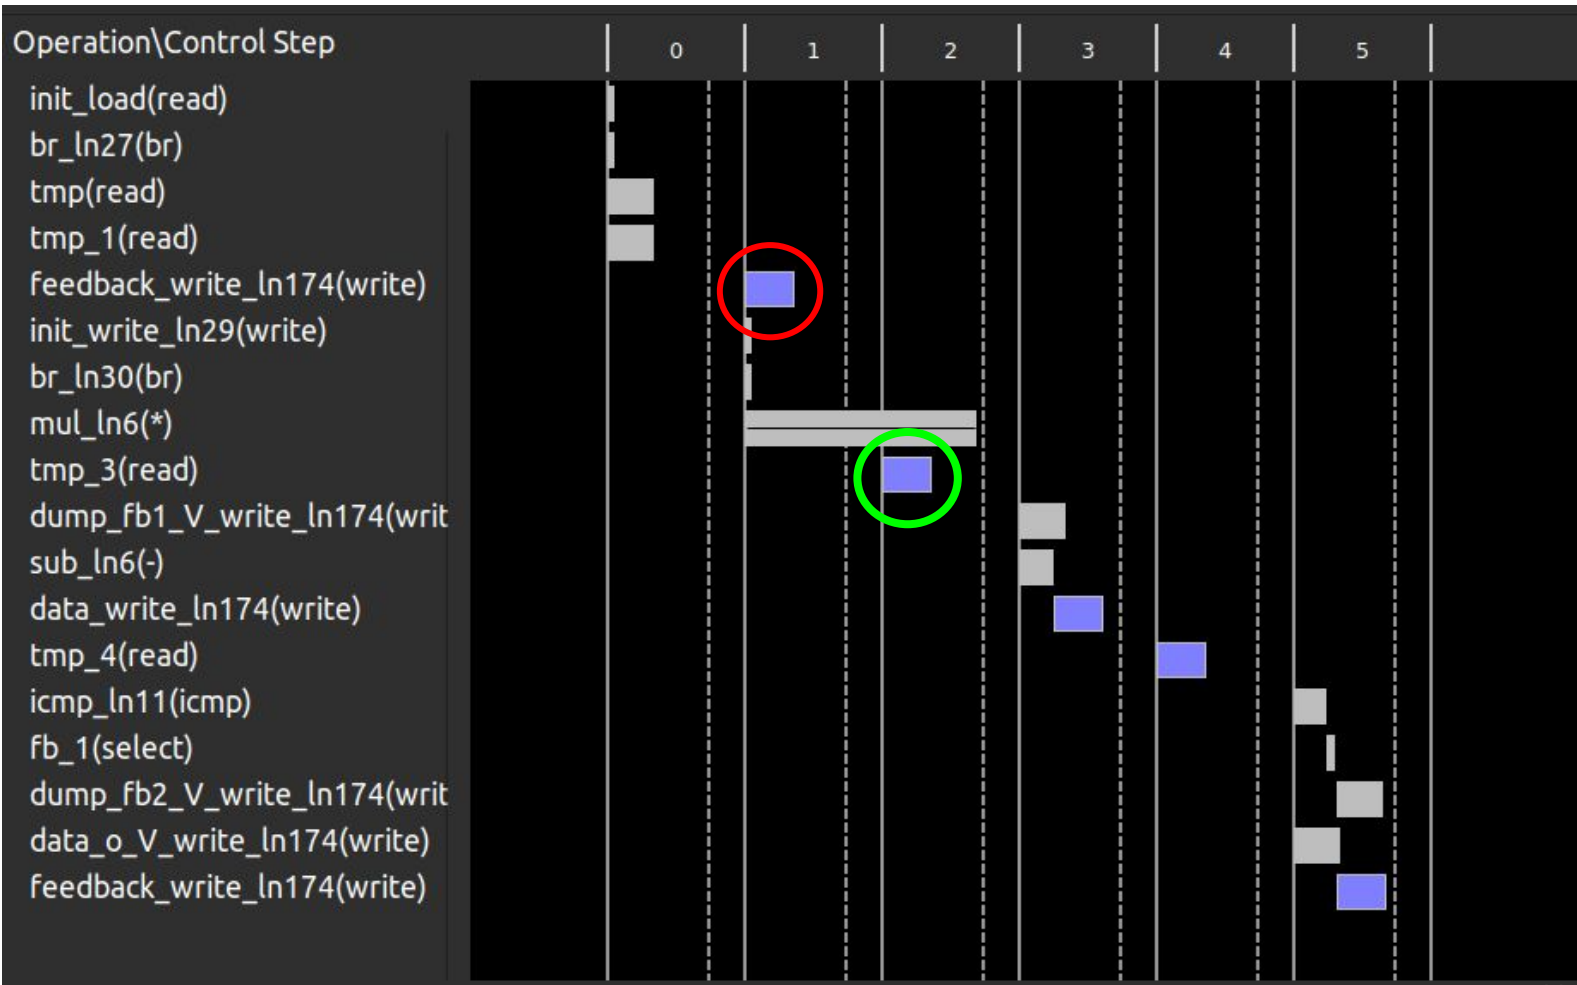 Operation\Control Step 0 1 2 3 4 5
init_load(read)
br_ln27(br)
tmp(read)
tmp_1(read)
feedback_write_ln174(write)
init_write_ln29(write)
br_ln30(br)
mul_ln6(*)
tmp_3(read)
dump_fb1_V_write_ln174(writ
sub_ln6(-)
data_write_ln174(write)
tmp_4(read)
icmp_ln11(icmp)
fb_1(select)
dump_fb2_V_write_ln174(writ
data_o_V_write_ln174(write)
feedback_write_ln174(write)